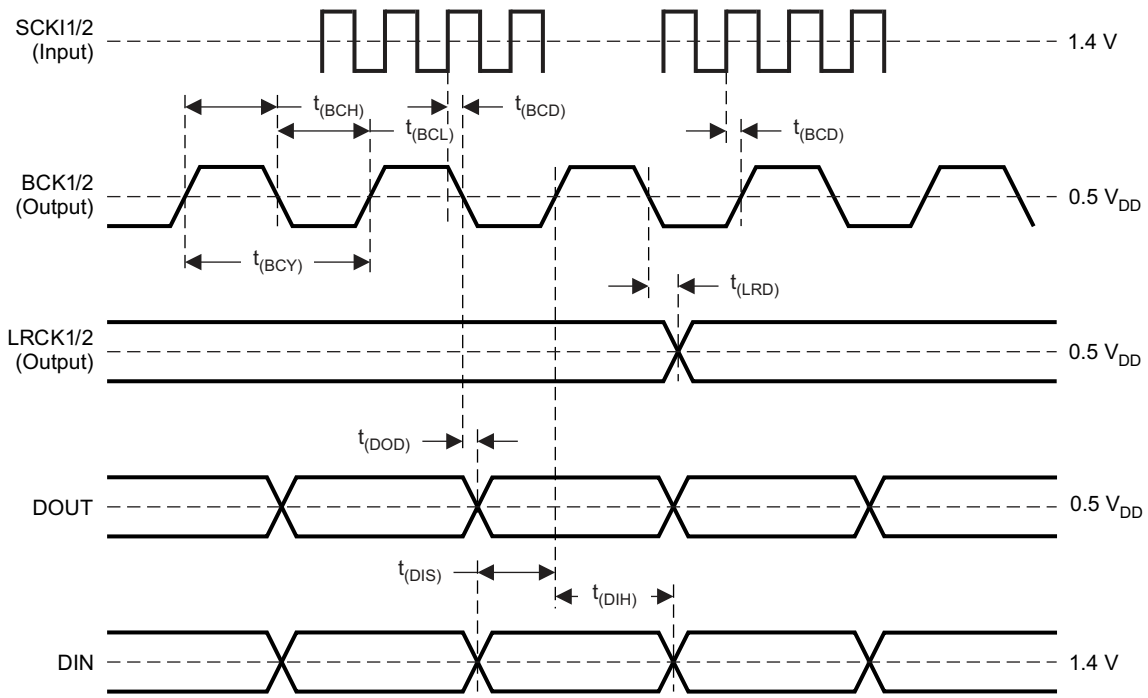 SCKI1/2
(Input)
1.4 V
t(BCH)
t(BCD)
t(BCL)
t(BCD)
BCK1/2
(Output)
0.5 VDD
t(BCY)
t(LRD)
LRCK1/2
(Output)
0.5 VDD
t(DOD)
DOUT
0.5 VDD
t(DIS)
t(DIH)
DIN
1.4 V